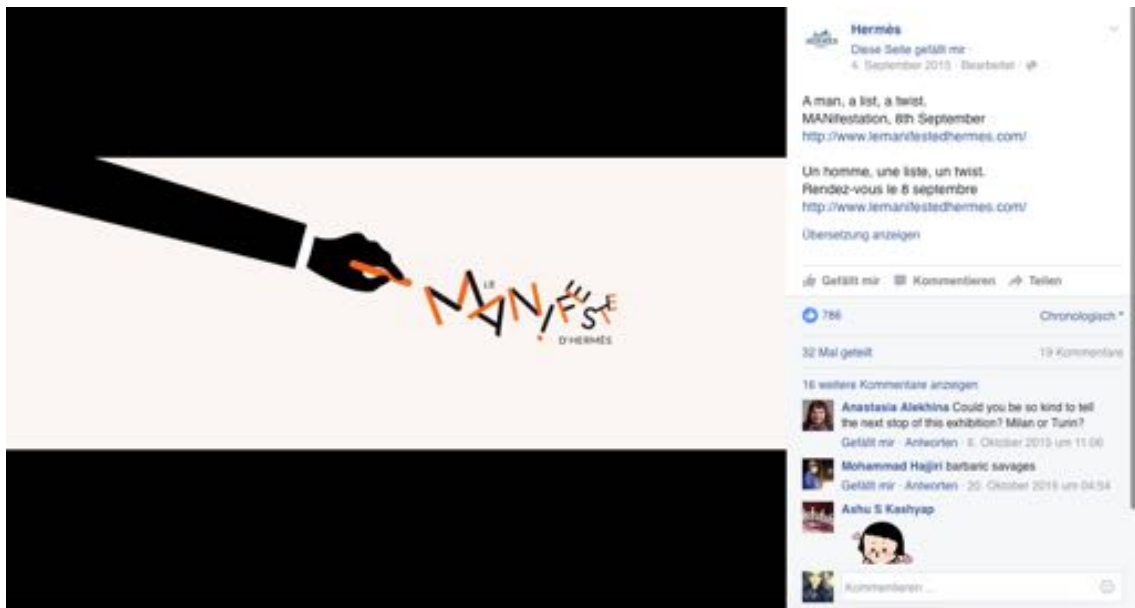 LE
MANIFESTE
D'HERMÈS
Hermès
Diese Seite gefällt mir ·
4. September 2015 · Bearbeitet ·
A man, a list, a twist.
MANifestation, 8th September
http://www.lemanifestedhermes.com/
Un homme, une liste, un twist.
Rendez-vous le 8 septembre
http://www.lemanifestedhermes.com/
Übersetzung anzeigen
Gefällt mir Kommentieren Teilen
786 Chronologisch
32 Mal geteilt 19 Kommentare
16 weitere Kommentare anzeigen
Anastasia Alekhina Could you be so kind to tell
the next stop of this exhibition? Milan or Turin?
Gefällt mir · Antworten · 6. Oktober 2015 um 11:06
Mohammad Hajjiri barbaric savages
Gefällt mir · Antworten · 20. Oktober 2015 um 04:54
Ashu S Kashyap
Kommentieren ...